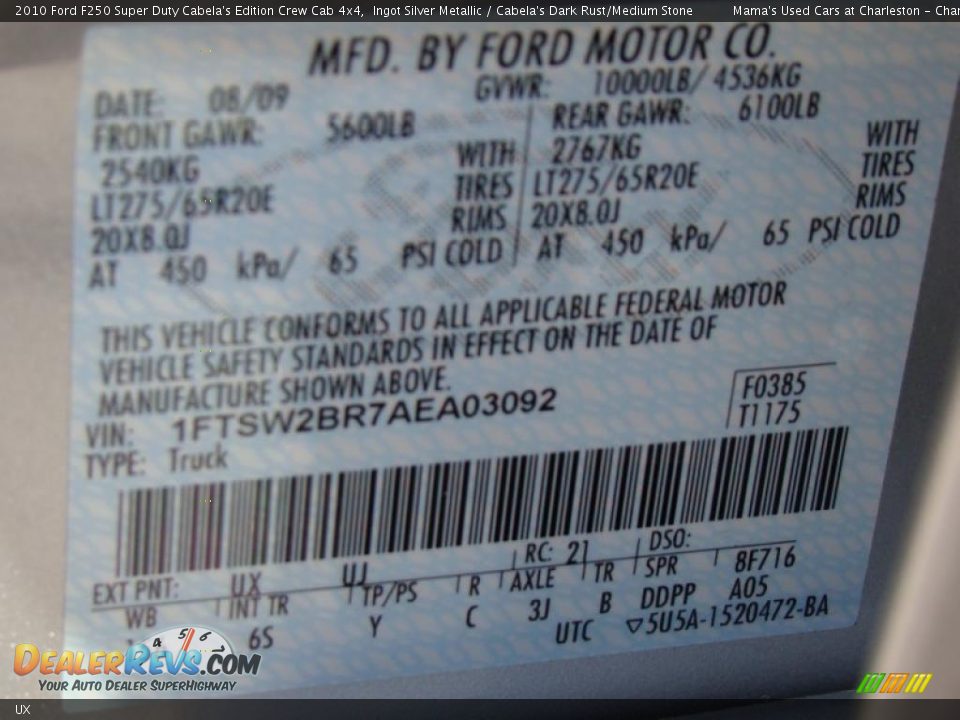 2010 Ford F250 Super Duty Cabela's Edition Crew Cab 4x4, Ingot Silver Metallic / Cabela's Dark Rust/Medium Stone Mama's Used Cars at Charleston – Char
MFD. BY FORD MOTOR CO.
DATE: 08/09 GVWR: 10000LB/ 4536KG
FRONT GAWR: 5600LB REAR GAWR: 6100LB
2540KG WITH 2767KG WITH
LT275/65R20E TIRES LT275/65R20E TIRES
20X8.0J RIMS 20X8.0J RIMS
AT 450 kPa/ 65 PSI COLD AT 450 kPa/ 65 PSI COLD
THIS VEHICLE CONFORMS TO ALL APPLICABLE FEDERAL MOTOR
VEHICLE SAFETY STANDARDS IN EFFECT ON THE DATE OF
MANUFACTURE SHOWN ABOVE.
VIN: 1FTSW2BR7AEA03092 F0385
TYPE: Truck T1175
EXT PNT: UX UJ RC: 21 DSO:
WB INT TR TP/PS R AXLE TR SPR 8F716
6S Y C 3J B DDPP A05
UTC ▽5U5A-1520472-BA
4 5 6
DEALERREVS.COM
YOUR AUTO DEALER SUPERHIGHWAY
UX